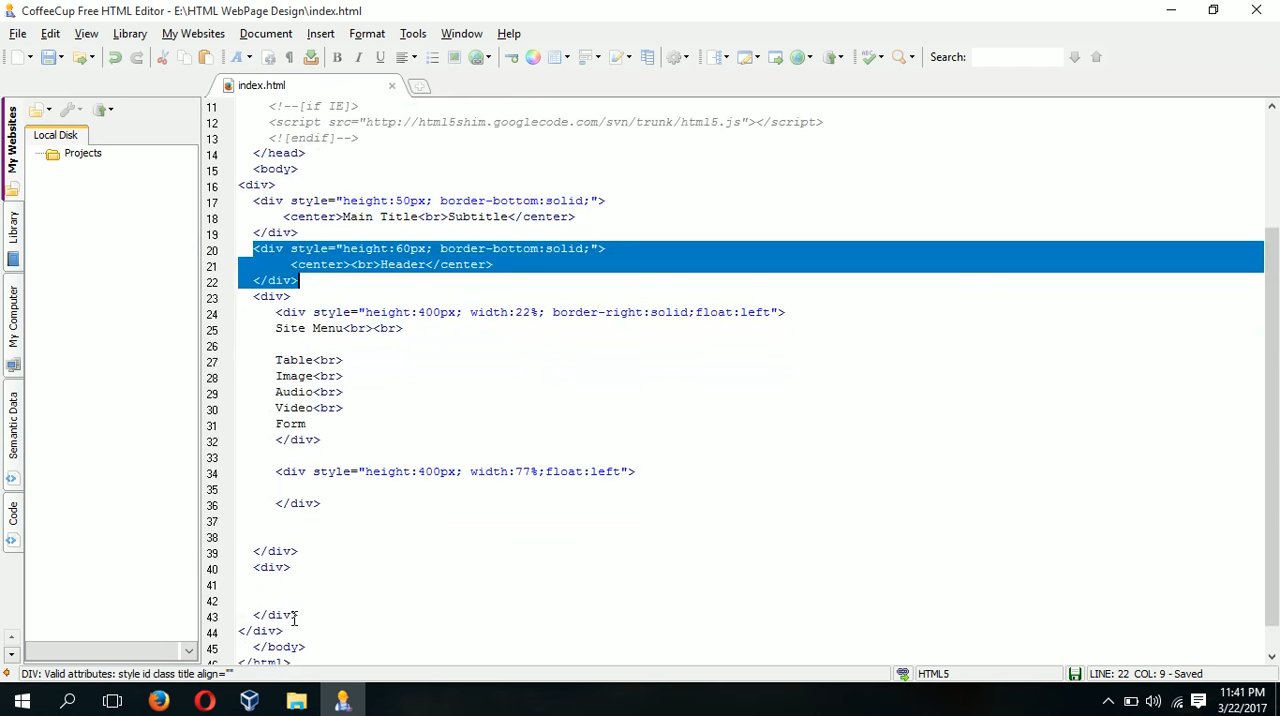 CoffeeCup Free HTML Editor - E:\HTML WebPage Design\index.html
File Edit View Library My Websites Document Insert Format Tools Window Help
B I U Search:
index.html
My Websites
Library
My Computer
Semantic Data
Code
Local Disk
Projects
11 <!--[if IE]>
12 <script src="http://html5shim.googlecode.com/svn/trunk/html5.js"></script>
13 <![endif]-->
14 </head>
15 <body>
16 <div>
17 <div style="height:50px; border-bottom:solid;">
18 <center>Main Title<br>Subtitle</center>
19 </div>
20 <div style="height:60px; border-bottom:solid;">
21 <center><br>Header</center>
22 </div>
23 <div>
24 <div style="height:400px; width:22%; border-right:solid;float:left">
25 Site Menu<br><br>
26
27 Table<br>
28 Image<br>
29 Audio<br>
30 Video<br>
31 Form
32 </div>
33
34 <div style="height:400px; width:77%;float:left">
35
36 </div>
37
38
39 </div>
40 <div>
41
42
43 </div>
44 </div>
45 </body>
46 </html>
DIV: Valid attributes: style id class title align=""
HTML5
LINE: 22 COL: 9 - Saved
11:41 PM
3/22/2017